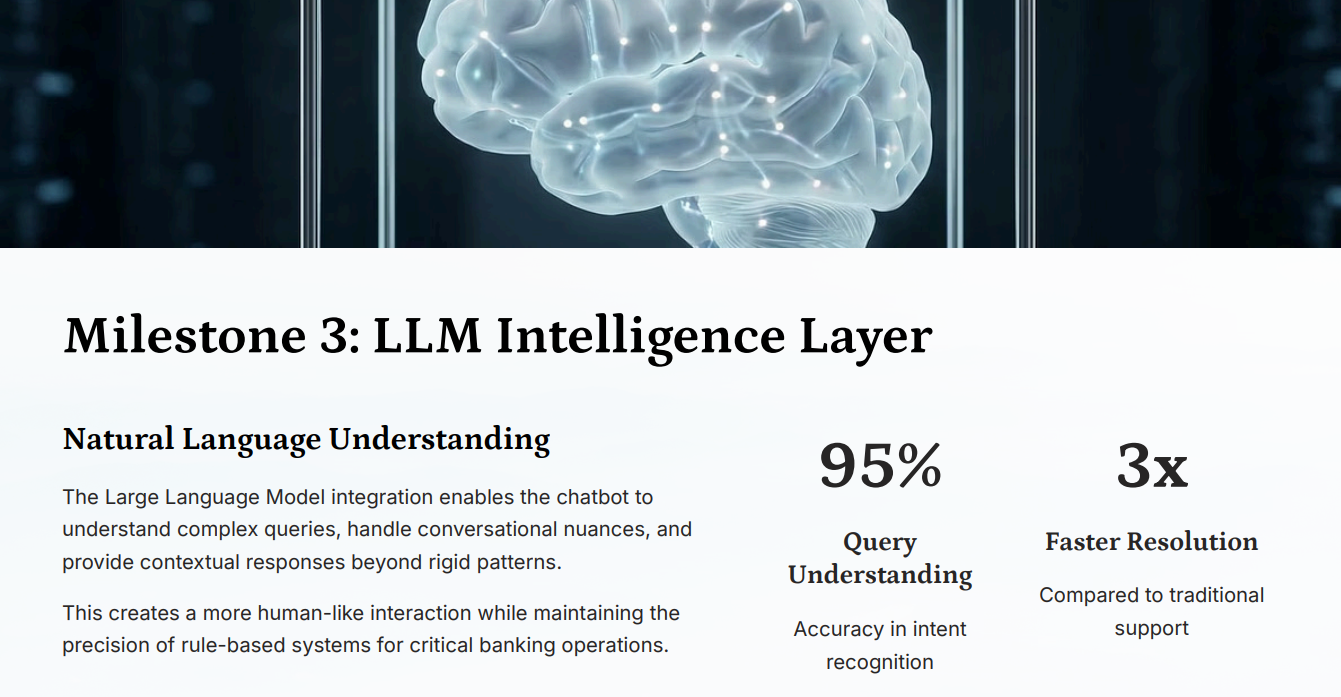 Milestone 3: LLM Intelligence Layer
Natural Language Understanding
The Large Language Model integration enables the chatbot to
understand complex queries, handle conversational nuances, and
provide contextual responses beyond rigid patterns.
This creates a more human-like interaction while maintaining the
precision of rule-based systems for critical banking operations.
95%
Query
Understanding
Accuracy in intent
recognition
3x
Faster Resolution
Compared to traditional
support